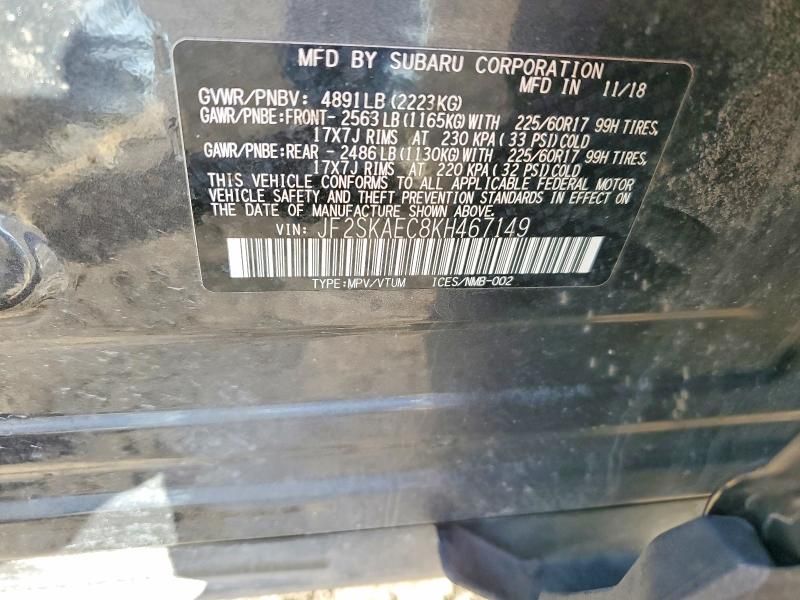 MFD BY SUBARU CORPORATION
MFD IN 11/18
GVWR/PNBV: 4891LB(2223KG)
GAWR/PNBE:FRONT- 2563 LB(1165KG)WITH 225/60R17 99H TIRES,
17X7J RIMS AT 230 KPA(33 PSI)COLD
GAWR/PNBE:REAR - 2486 LB(1130KG)WITH 225/60R17 99H TIRES,
17X7J RIMS AT 220 KPA(32 PSI)COLD
THIS VEHICLE CONFORMS TO ALL APPLICABLE FEDERAL MOTOR
VEHICLE SAFETY AND THEFT PREVENTION STANDARDS IN EFFECT ON
THE DATE OF MANUFACTURE SHOWN ABOVE.
VIN: JF2SKAEC8KH467149
TYPE:MPV/VTUM ICES/NMB-002